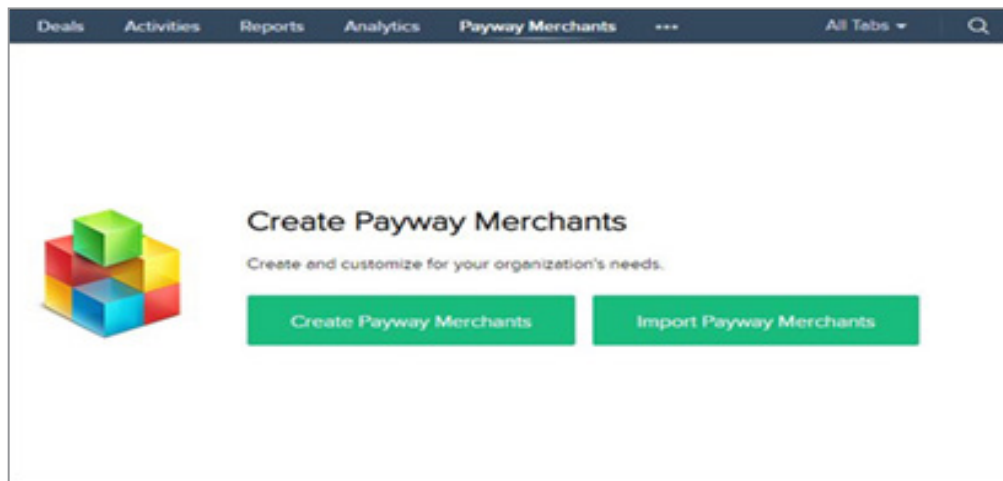 Deals Activities Reports Analytics Payway Merchants ••• All Tabs
Create Payway Merchants
Create and customize for your organization's needs.
Create Payway Merchants Import Payway Merchants